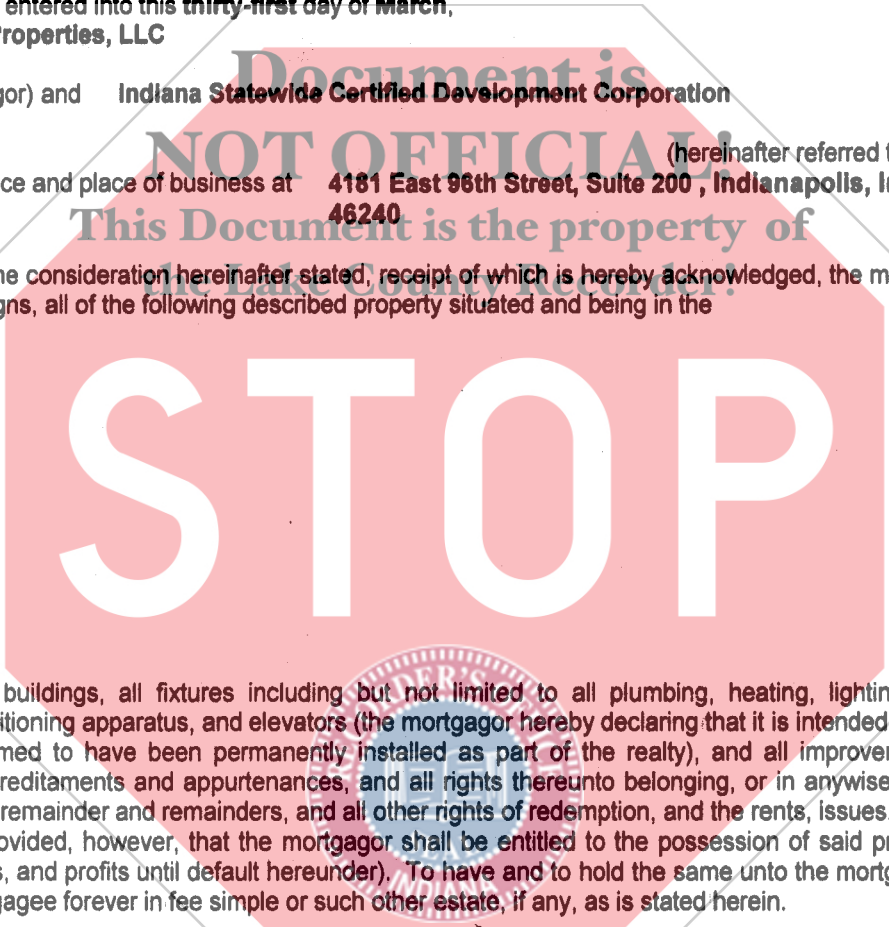 entered into this thirty-first day of March,
Properties, LLC
Document is
gor) and Indiana Statewide Certified Development Corporation
NOT OFFICIAL!
(hereinafter referred t
ce and place of business at 4181 East 96th Street, Suite 200 , Indianapolis, In
46240
This Document is the property of
the Lake County Recorder!
ne consideration hereinafter stated, receipt of which is hereby acknowledged, the m
gns, all of the following described property situated and being in the
STOP
buildings, all fixtures including but not limited to all plumbing, heating, lightin
itioning apparatus, and elevators (the mortgagor hereby declaring that it is intended
med to have been permanently installed as part of the realty), and all improver
reditaments and appurtenances, and all rights thereunto belonging, or in anywise
remainder and remainders, and all other rights of redemption, and the rents, issues,
ovided, however, that the mortgagor shall be entitled to the possession of said pr
s, and profits until default hereunder). To have and to hold the same unto the mortg
gagee forever in fee simple or such other estate, if any, as is stated herein.
SEAL
INDIANA